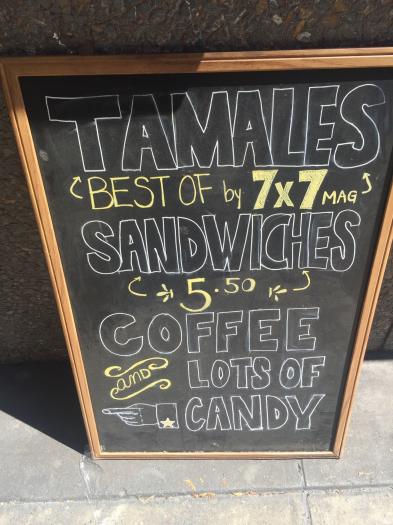 TAMALES
BEST OF by 7x7 MAG
SANDWICHES
5.50
COFFEE
AND LOTS OF
CANDY